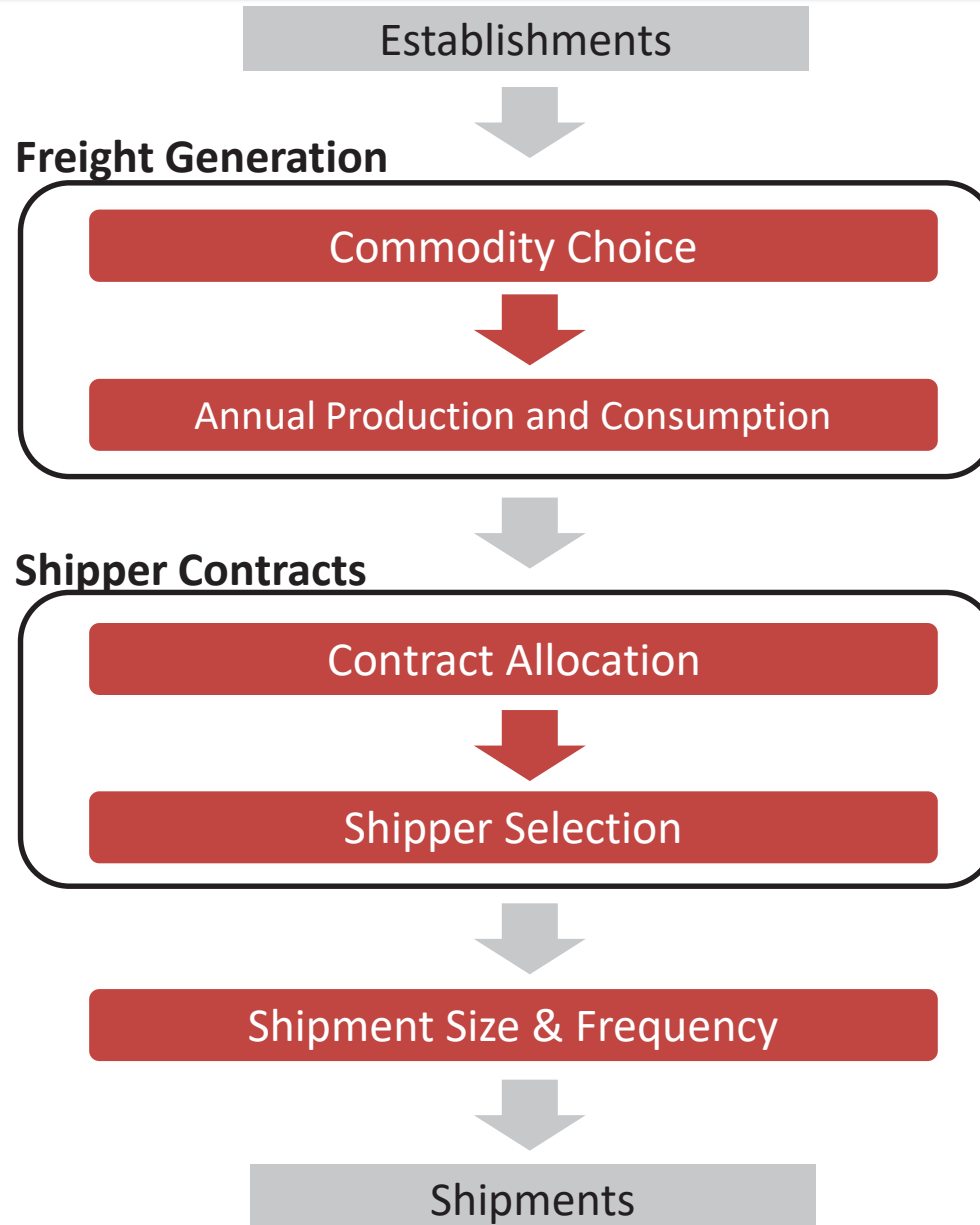 Establishments
Freight Generation
Commodity Choice
Annual Production and Consumption
Shipper Contracts
Contract Allocation
Shipper Selection
Shipment Size & Frequency
Shipments